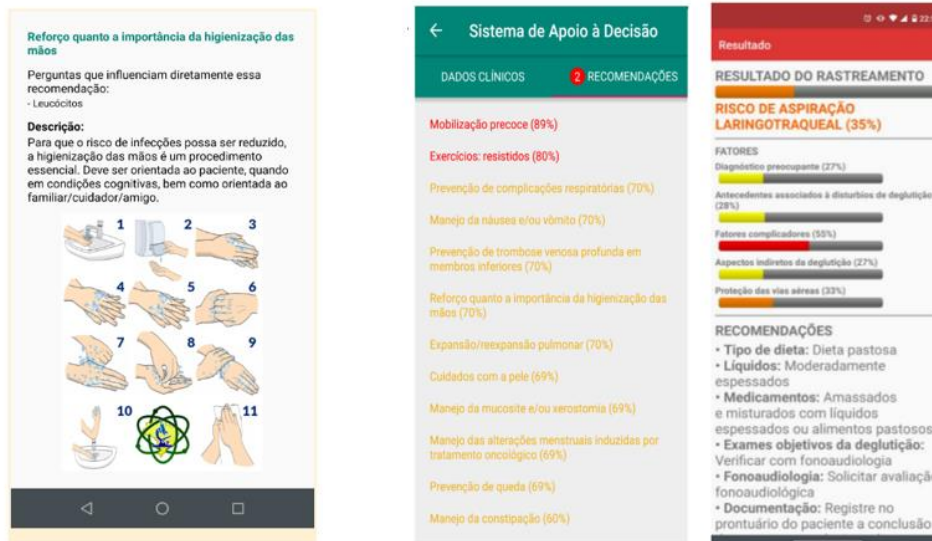 Reforço quanto a importância da higienização das
mãos
Perguntas que influenciam diretamente essa
recomendação:
- Leucócitos
Descrição:
Para que o risco de infecções possa ser reduzido,
a higienização das mãos é um procedimento
essencial. Deve ser orientada ao paciente, quando
em condições cognitivas, bem como orientada ao
familiar/cuidador/amigo.
1 2 3
4 5 6
7 8 9
10 11
Sistema de Apoio à Decisão
DADOS CLÍNICOS 2 RECOMENDAÇÕES
Mobilização precoce (89%)
Exercícios: resistidos (80%)
Prevenção de complicações respiratórias (70%)
Manejo da náusea e/ou vômito (70%)
Prevenção de trombose venosa profunda em
membros inferiores (70%)
Reforço quanto a importância da higienização das
mãos (70%)
Expansão/reexpansão pulmonar (70%)
Cuidados com a pele (69%)
Manejo da mucosite e/ou xerostomia (69%)
Manejo das alterações menstruais induzidas por
tratamento oncológico (69%)
Prevenção de queda (69%)
Manejo da constipação (60%)
Resultado
RESULTADO DO RASTREAMENTO
RISCO DE ASPIRAÇÃO
LARINGOTRAQUEAL (35%)
FATORES
Diagnóstico preocupante (27%)
Antecedentes associados à distúrbios de deglutição
(28%)
Fatores complicadores (55%)
Aspectos indiretos da deglutição (27%)
Proteção das vias aéreas (33%)
RECOMENDAÇÕES
• Tipo de dieta: Dieta pastosa
• Líquidos: Moderadamente
espessados
• Medicamentos: Amassados
e misturados com líquidos
espessados ou alimentos pastosos
• Exames objetivos da deglutição:
Verificar com fonoaudiologia
• Fonoaudiologia: Solicitar avaliação
fonoaudiológica
• Documentação: Registre no
prontuário do paciente a conclusão